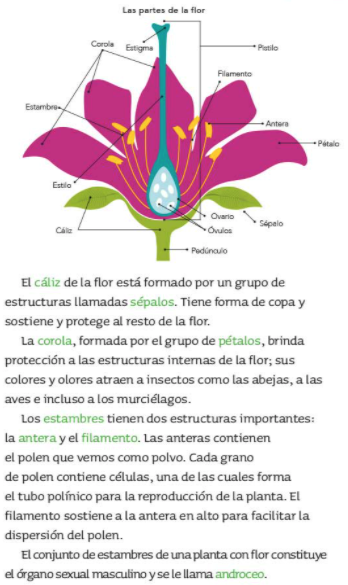 Las partes de la flor
Corola
Estigma
Pistilo
Filamento
Estambre
Antera
Pétalo
Estilo
Ovario
Sépalo
Óvulos
Cáliz
Pedúnculo
El cáliz de la flor está formado por un grupo de
estructuras llamadas sépalos. Tiene forma de copa y
sostiene y protege al resto de la flor.
La corola, formada por el grupo de pétalos, brinda
protección a las estructuras internas de la flor; sus
colores y olores atraen a insectos como las abejas, a las
aves e incluso a los murciélagos.
Los estambres tienen dos estructuras importantes:
la antera y el filamento. Las anteras contienen
el polen que vemos como polvo. Cada grano
de polen contiene células, una de las cuales forma
el tubo polínico para la reproducción de la planta. El
filamento sostiene a la antera en alto para facilitar la
dispersión del polen.
El conjunto de estambres de una planta con flor constituye
el órgano sexual masculino y se le llama androceo.